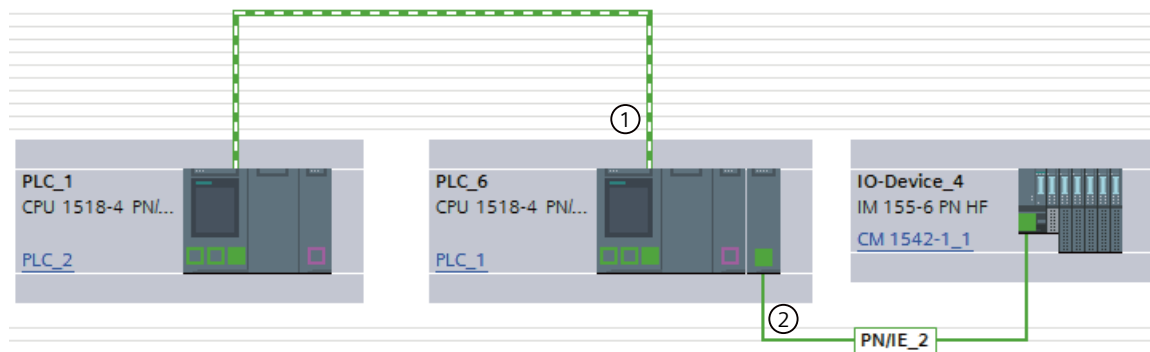 ①
PLC_1
CPU 1518-4 PN/...
PLC_2
PLC_6
CPU 1518-4 PN/...
PLC_1
IO-Device_4
IM 155-6 PN HF
CM 1542-1_1
②
PN/IE_2